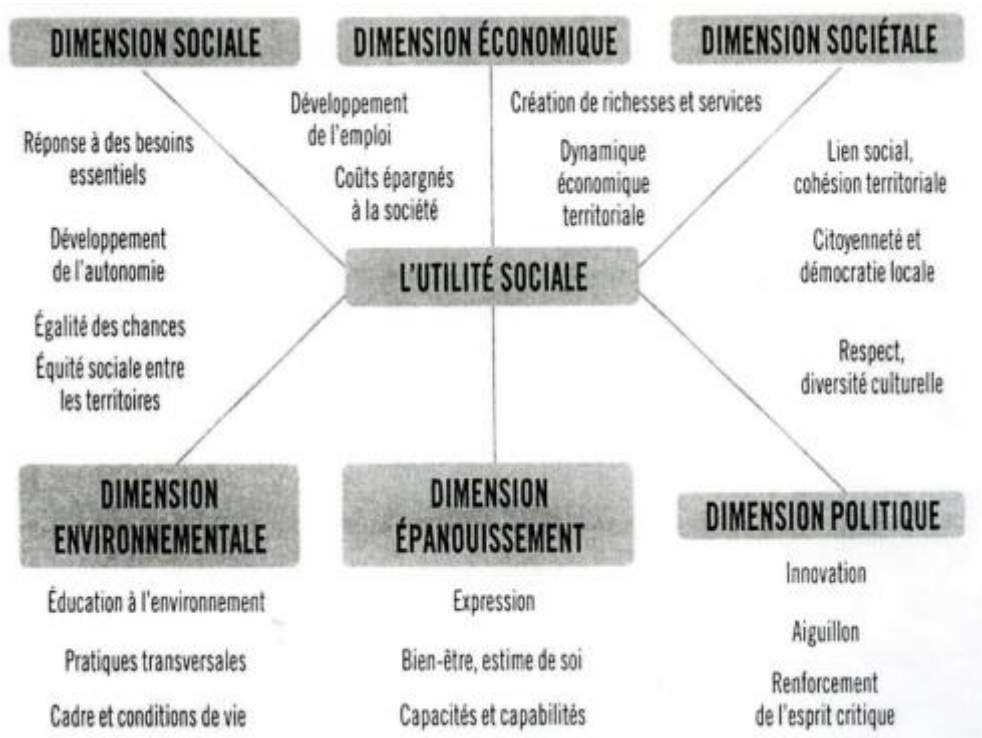 DIMENSION SOCIALE
DIMENSION ÉCONOMIQUE
DIMENSION SOCIÉTALE
Réponse à des besoins
essentiels
Développement
de l'autonomie
Égalité des chances
Équité sociale entre
les territoires
Développement
de l'emploi
Coûts épargnés
à la société
Création de richesses et services
Dynamique
économique
territoriale
Lien social,
cohésion territoriale
Citoyenneté et
démocratie locale
Respect,
diversité culturelle
L'UTILITÉ SOCIALE
DIMENSION
ENVIRONNEMENTALE
Éducation à l'environnement
Pratiques transversales
Cadre et conditions de vie
DIMENSION
ÉPANOUISSEMENT
Expression
Bien-être, estime de soi
Capacités et capabilités
DIMENSION POLITIQUE
Innovation
Aiguillon
Renforcement
de l'esprit critique